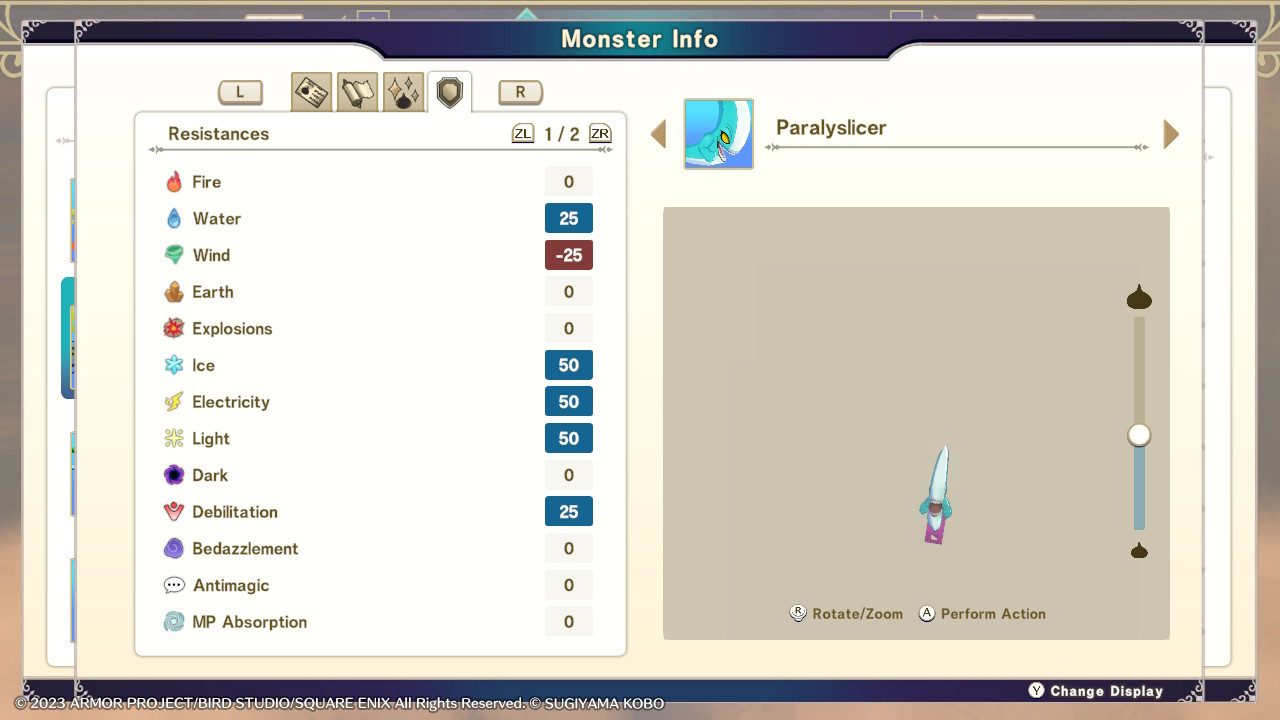 Monster Info
L
R
Resistances
ZL 1 / 2 ZR
Fire 0
Water 25
Wind -25
Earth 0
Explosions 0
Ice 50
Electricity 50
Light 50
Dark 0
Debilitation 25
Bedazzlement 0
Antimagic 0
MP Absorption 0
Paralyslicer
R Rotate/Zoom A Perform Action
Y Change Display
© 2023 ARMOR PROJECT/BIRD STUDIO/SQUARE ENIX All Rights Reserved. © SUGIYAMA KOBO